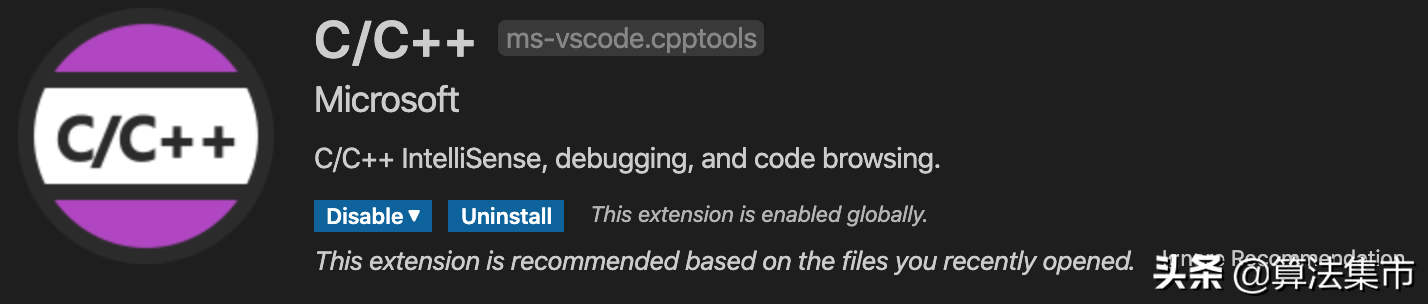 C/C++ ms-vscode.cpptools
Microsoft
C/C++
C/C++ IntelliSense, debugging, and code browsing.
Disable▼ Uninstall This extension is enabled globally.
This extension is recommended based on the files you recently opened. Ignore Recommendation
头条 @算法集市